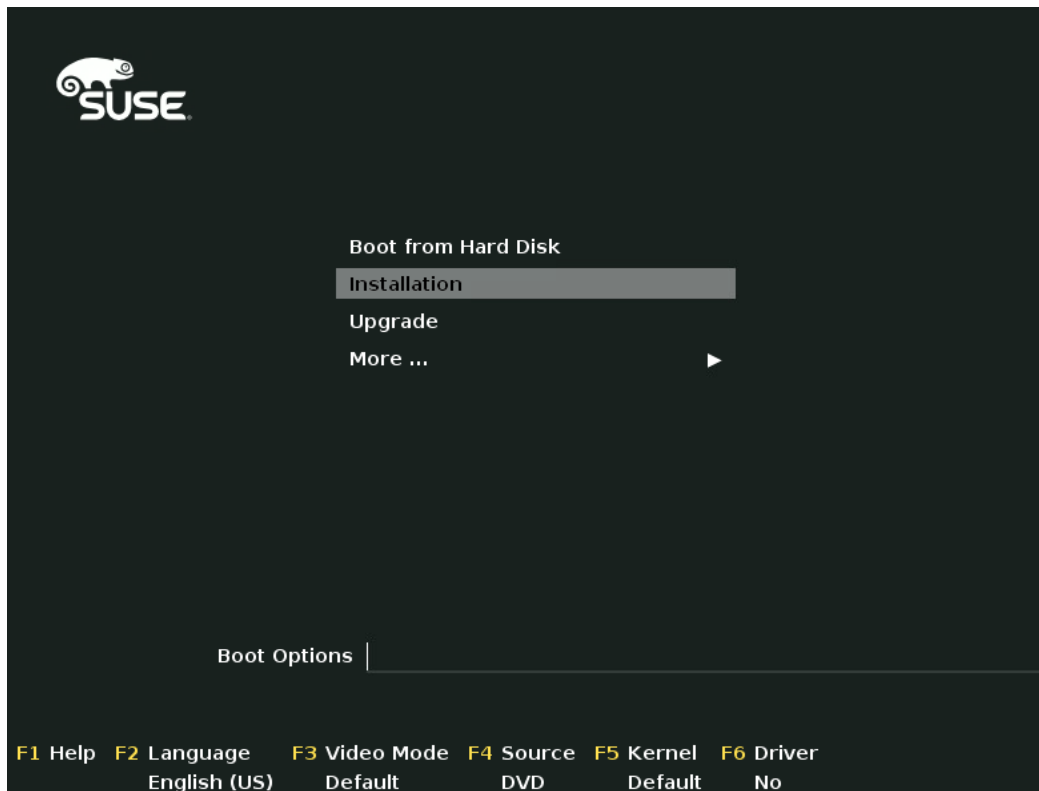 SUSE
Boot from Hard Disk
Installation
Upgrade
More ...
Boot Options
F1 Help F2 Language F3 Video Mode F4 Source F5 Kernel F6 Driver
English (US) Default DVD Default No